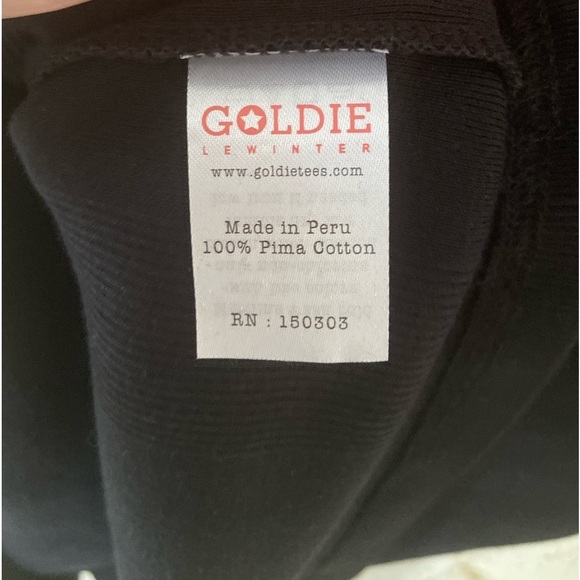 GOLDIE
LEWINTER
www.goldietees.com
Made in Peru
100% Pima Cotton
RN : 150303